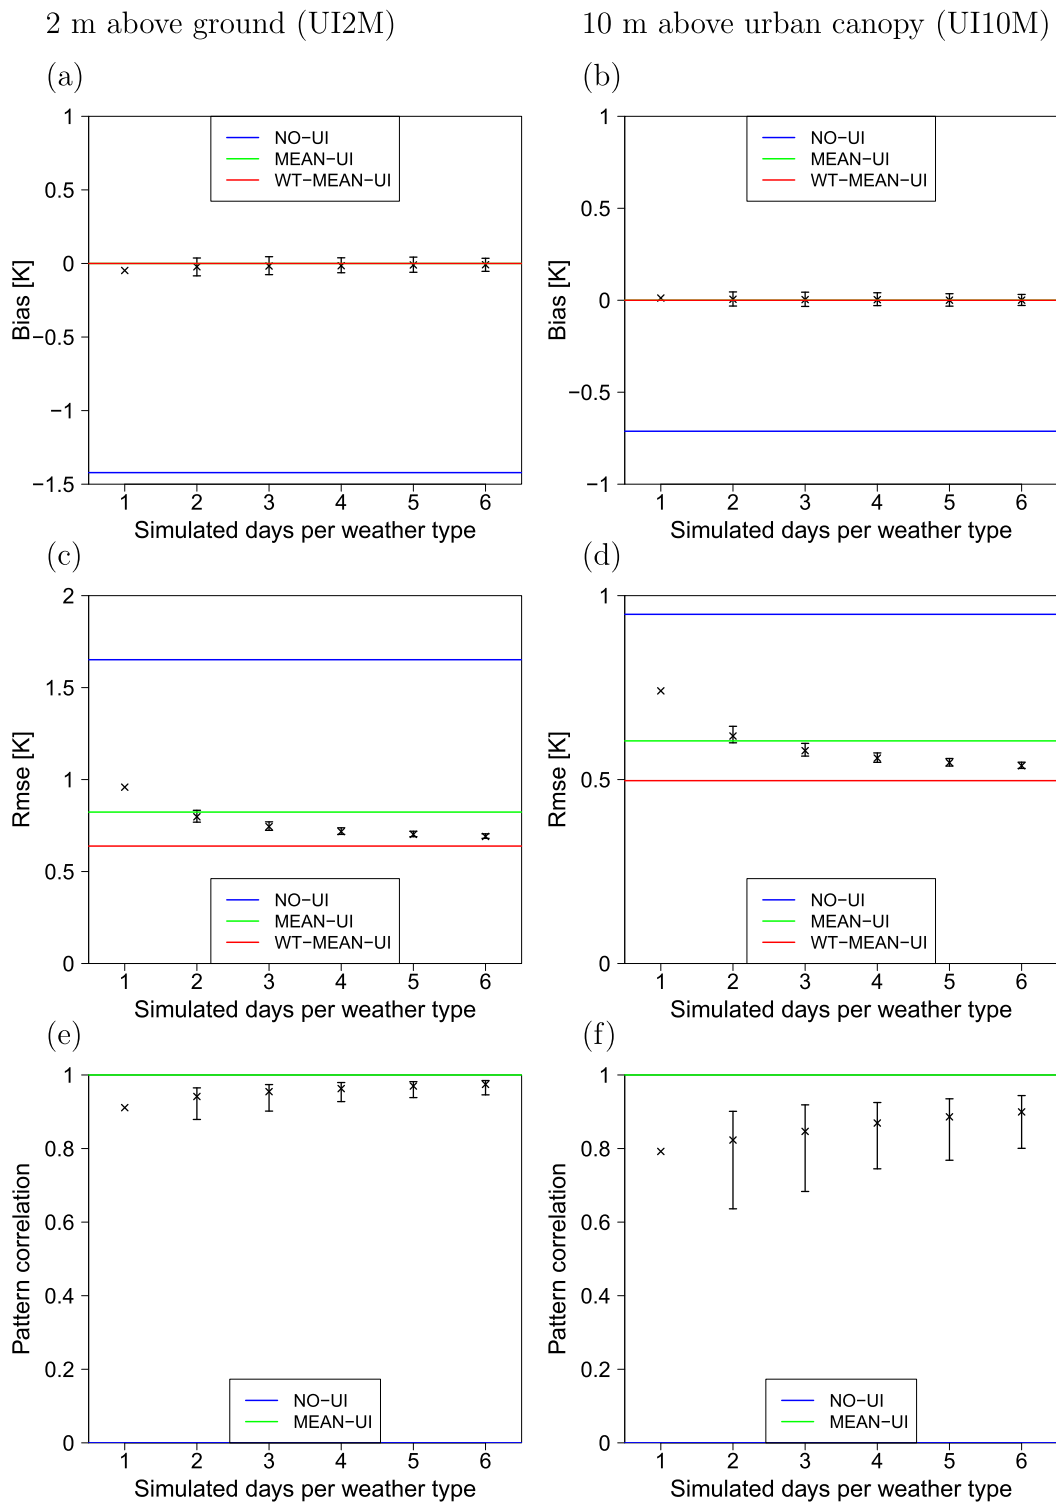 2 m above ground (UI2M)
10 m above urban canopy (UI10M)
(a)
1
0.5
0
−0.5
−1
−1.5
Bias [K]
NO−UI
MEAN−UI
WT−MEAN−UI
1 2 3 4 5 6
Simulated days per weather type
(b)
1
0.5
0
−0.5
−1
Bias [K]
NO−UI
MEAN−UI
WT−MEAN−UI
1 2 3 4 5 6
Simulated days per weather type
(c)
2
1.5
1
0.5
0
Rmse [K]
NO−UI
MEAN−UI
WT−MEAN−UI
1 2 3 4 5 6
Simulated days per weather type
(d)
1
0.5
0
Rmse [K]
NO−UI
MEAN−UI
WT−MEAN−UI
1 2 3 4 5 6
Simulated days per weather type
(e)
1
0.8
0.6
0.4
0.2
0
Pattern correlation
NO−UI
MEAN−UI
1 2 3 4 5 6
Simulated days per weather type
(f)
1
0.8
0.6
0.4
0.2
0
Pattern correlation
NO−UI
MEAN−UI
1 2 3 4 5 6
Simulated days per weather type